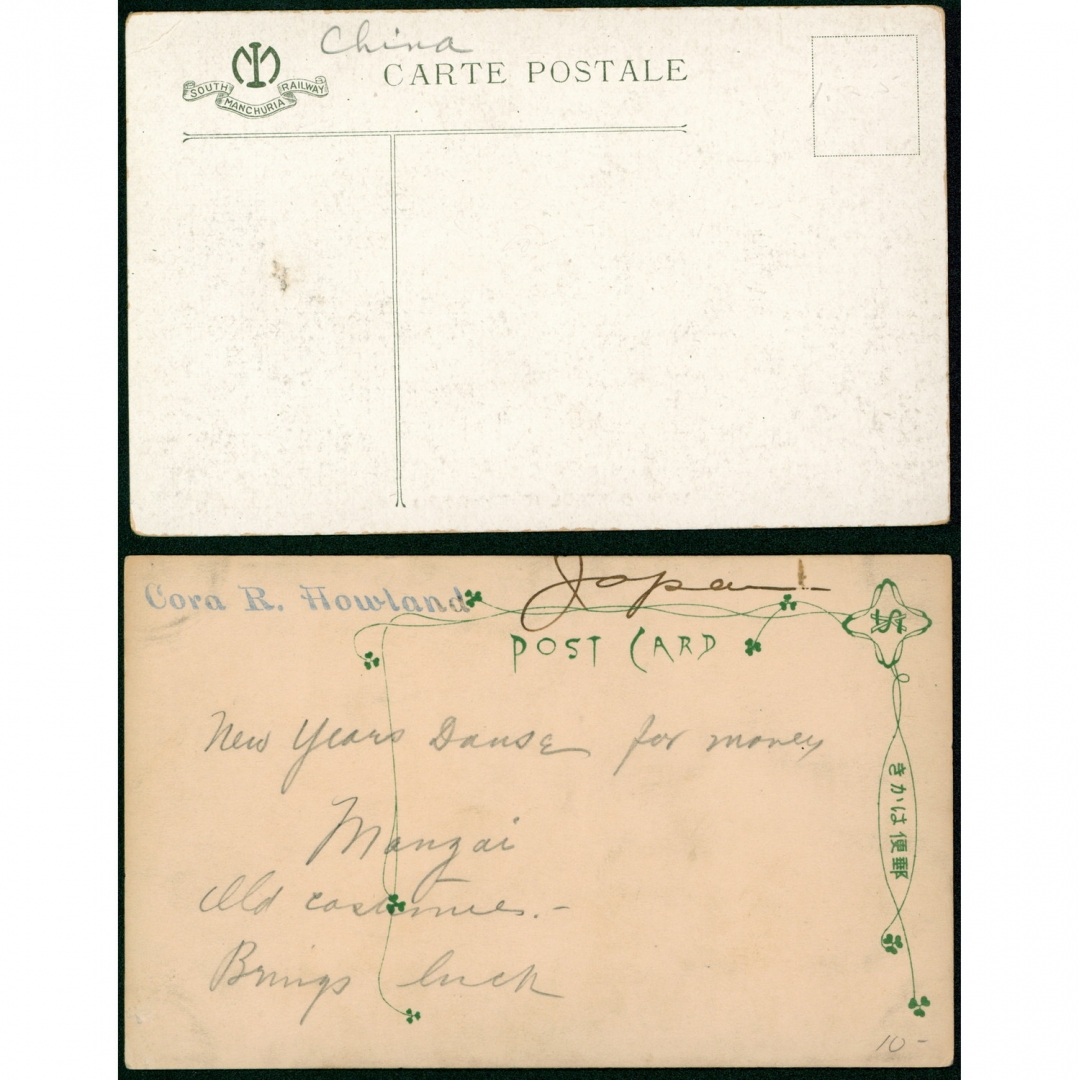 China
SOUTH MANCHURIA RAILWAY
CARTE POSTALE
Cora R. Howland
Japan
POST CARD
New Years Danse for money
Manzai
Old costumes.-
Brings luck
きかは便郵
10-